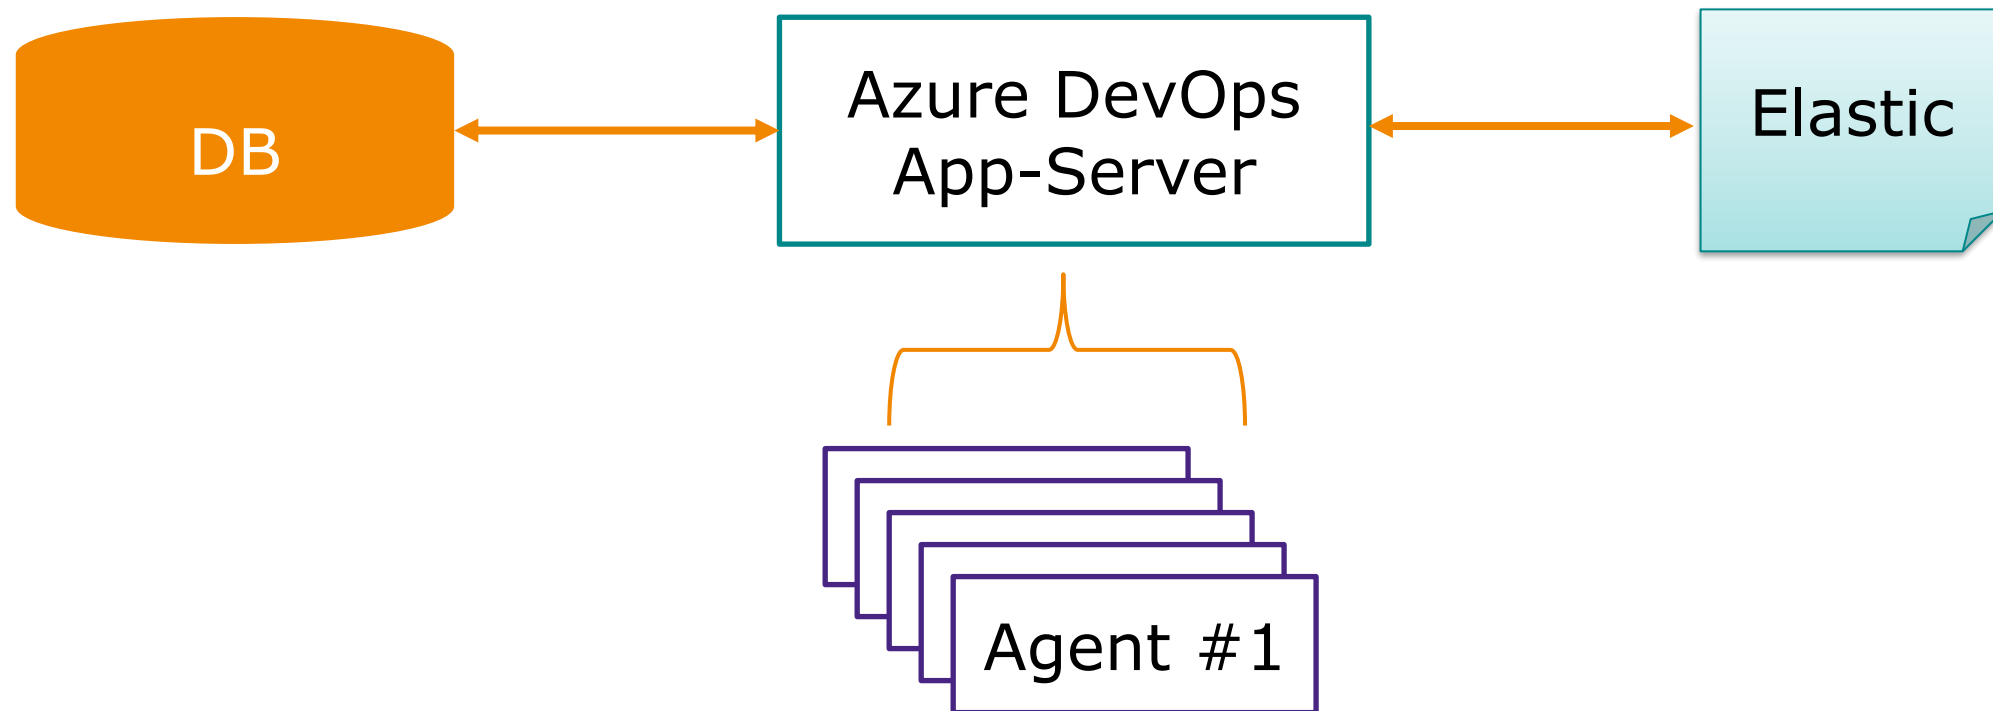 DB
Azure DevOps
App-Server
Elastic
Agent #1